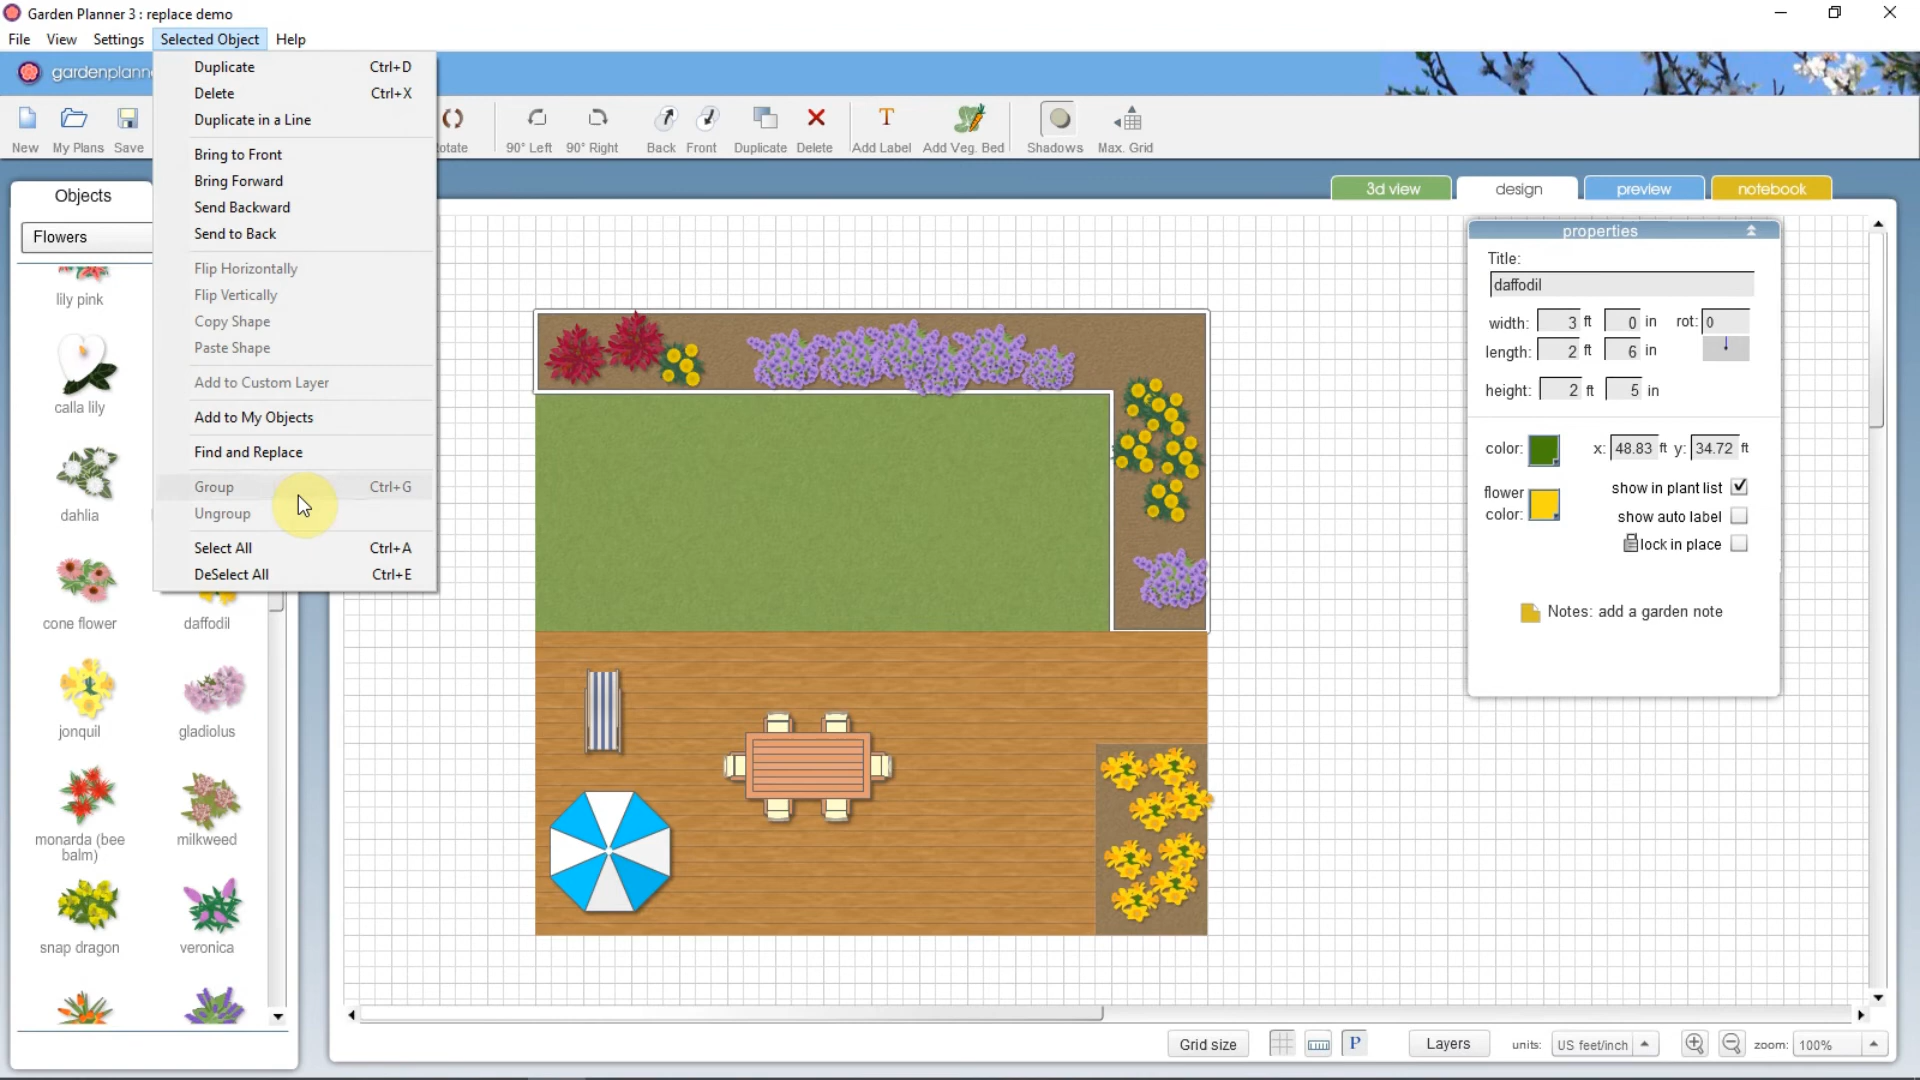 Garden Planner 3 : replace demo
File View Settings Selected Object Help
gardenplann
Duplicate Ctrl+D
Delete Ctrl+X
Duplicate in a Line
Bring to Front
Bring Forward
Send Backward
Send to Back
Flip Horizontally
Flip Vertically
Copy Shape
Paste Shape
Add to Custom Layer
Add to My Objects
Find and Replace
Group Ctrl+G
Ungroup
Select All Ctrl+A
DeSelect All Ctrl+E
New My Plans Save otate 90° Left 90° Right Back Front Duplicate Delete Add Label Add Veg. Bed Shadows Max. Grid
T
Objects
Flowers
lily pink
calla lily
dahlia
cone flower daffodil
jonquil gladiolus
monarda (bee balm) milkweed
snap dragon veronica
3d view design preview notebook
properties
Title:
daffodil
width: 3 ft 0 in rot: 0
length: 2 ft 6 in
height: 2 ft 5 in
color: x: 48.83 ft y: 34.72 ft
flower color:
show in plant list
show auto label
lock in place
Notes: add a garden note
Grid size P Layers units: US feet/inch zoom: 100%